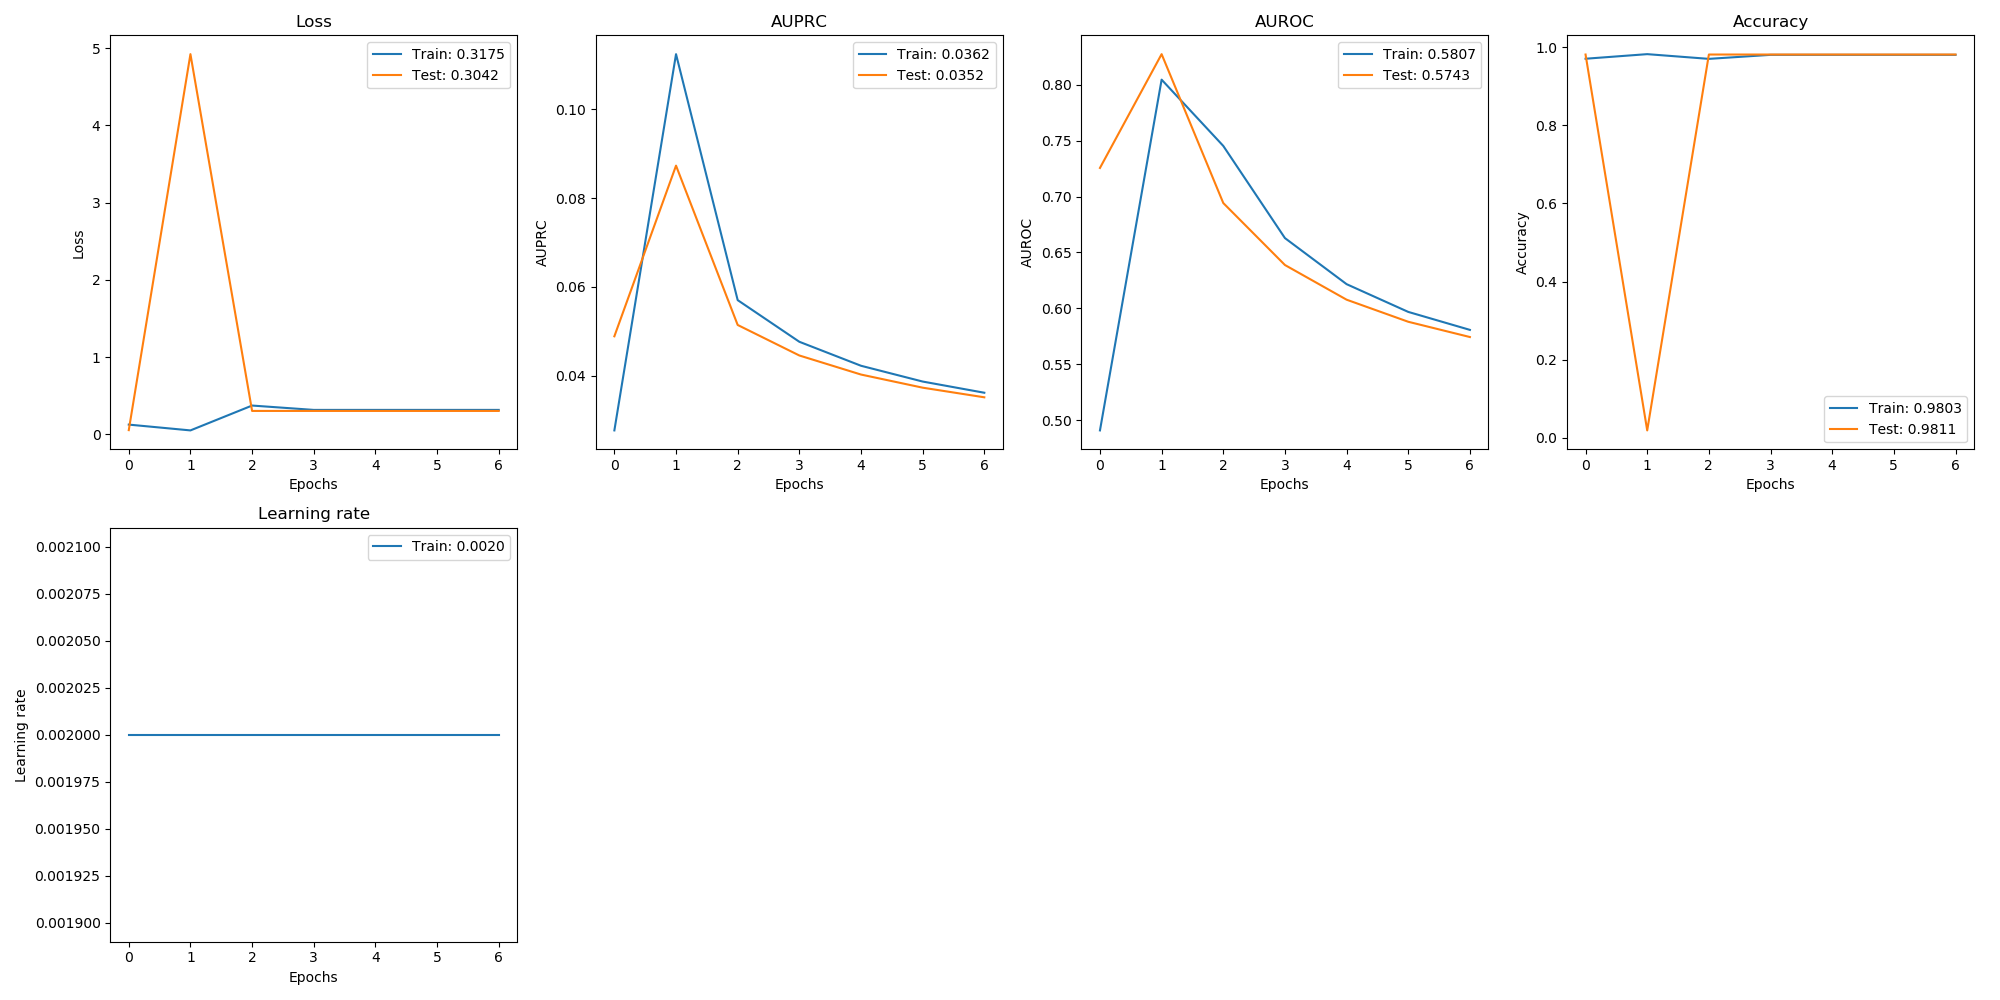 Loss
Train: 0.3175
Test: 0.3042
5
4
3
2
1
0
Loss
0 1 2 3 4 5 6
Epochs
AUPRC
Train: 0.0362
Test: 0.0352
0.10
0.08
0.06
0.04
AUPRC
0 1 2 3 4 5 6
Epochs
AUROC
Train: 0.5807
Test: 0.5743
0.80
0.75
0.70
0.65
0.60
0.55
0.50
AUROC
0 1 2 3 4 5 6
Epochs
Accuracy
1.0
0.8
0.6
0.4
0.2
0.0
Accuracy
Train: 0.9803
Test: 0.9811
0 1 2 3 4 5 6
Epochs
Learning rate
Train: 0.0020
0.002100
0.002075
0.002050
0.002025
0.002000
0.001975
0.001950
0.001925
0.001900
Learning rate
0 1 2 3 4 5 6
Epochs